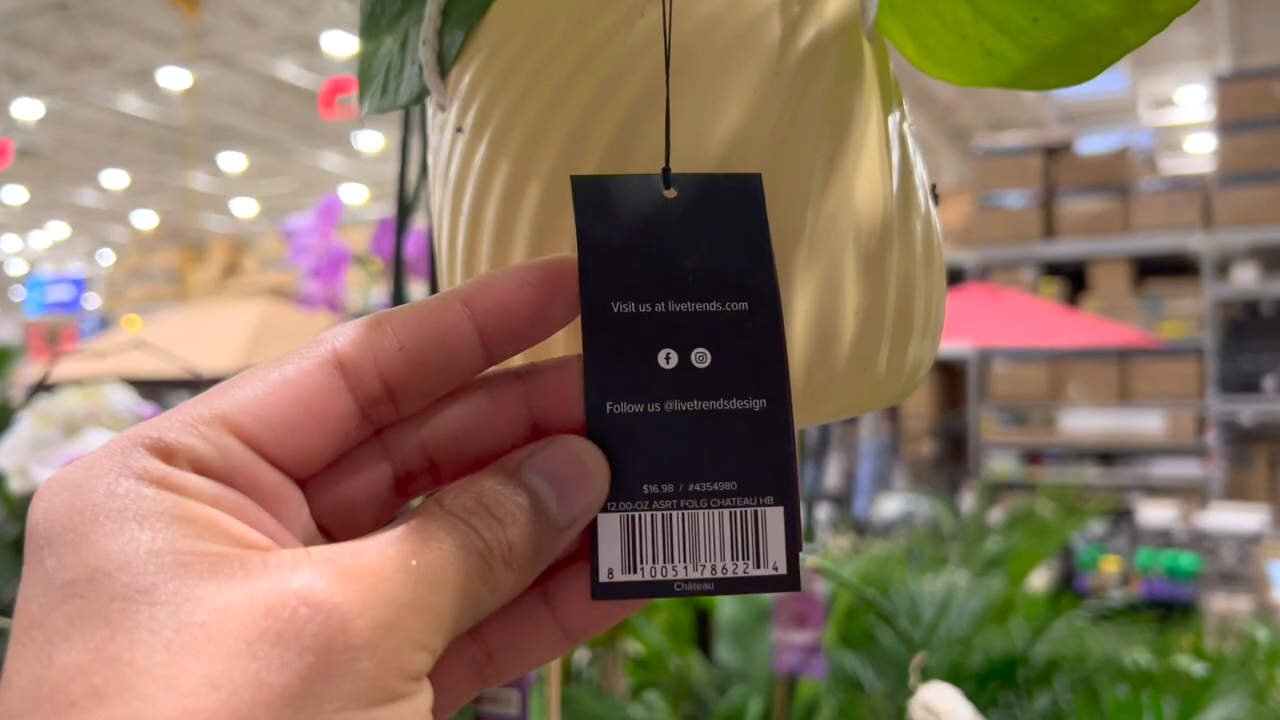 Visit us at livetrends.com
Follow us @livetrendsdesign
$16.98 / #4354980
12.00-OZ ASRT FOLG CHATEAU HB
8 10051 78622 4
Château